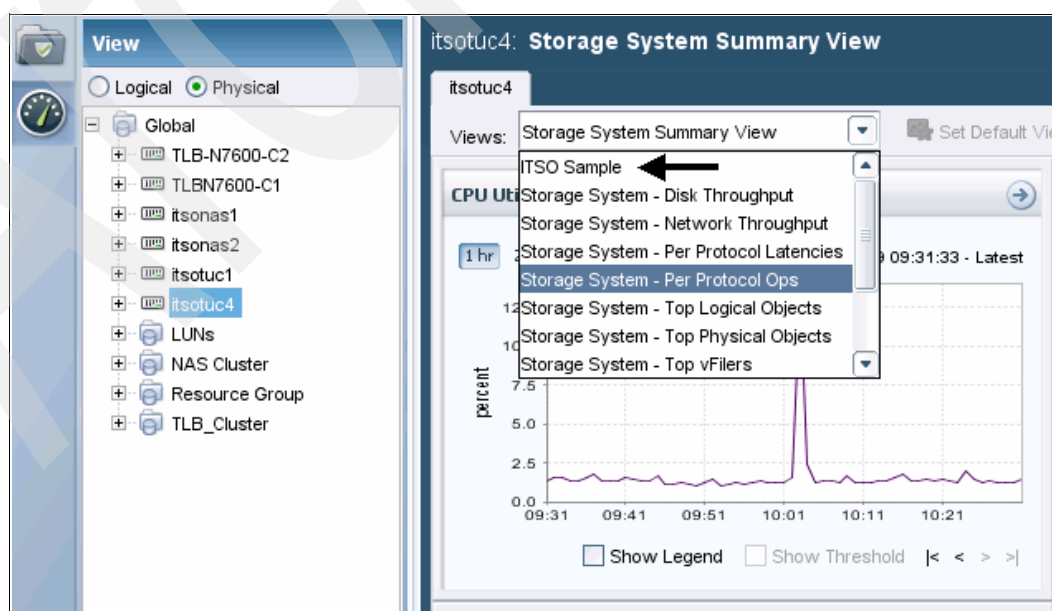 View
Logical Physical
Global
TLB-N7600-C2
TLBN7600-C1
itsonas1
itsonas2
itsotuc1
itsotuc4
LUNs
NAS Cluster
Resource Group
TLB_Cluster
itsotuc4: Storage System Summary View
itsotuc4
Views: Storage System Summary View Set Default Vi
ITSO Sample
CPU Uti
Storage System - Disk Throughput
Storage System - Network Throughput
Storage System - Per Protocol Latencies
1 hr 09:31:33 - Latest
Storage System - Per Protocol Ops
Storage System - Top Logical Objects
Storage System - Top Physical Objects
Storage System - Top vFilers
percent
7.5
5.0
2.5
0.0
09:31 09:41 09:51 10:01 10:11 10:21
Show Legend Show Threshold |< < > >|